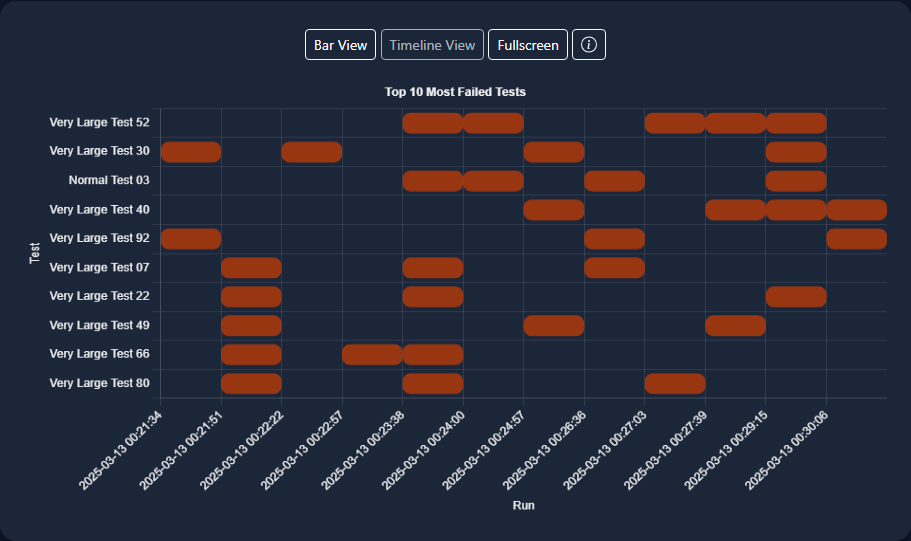 Bar View Timeline View Fullscreen
Top 10 Most Failed Tests
Test
Very Large Test 52
Very Large Test 30
Normal Test 03
Very Large Test 40
Very Large Test 92
Very Large Test 07
Very Large Test 22
Very Large Test 49
Very Large Test 66
Very Large Test 80
2025-03-13 00:21:34
2025-03-13 00:21:51
2025-03-13 00:22:22
2025-03-13 00:22:57
2025-03-13 00:23:38
2025-03-13 00:24:00
2025-03-13 00:24:57
2025-03-13 00:26:36
2025-03-13 00:27:03
2025-03-13 00:27:39
2025-03-13 00:29:15
2025-03-13 00:30:06
Run